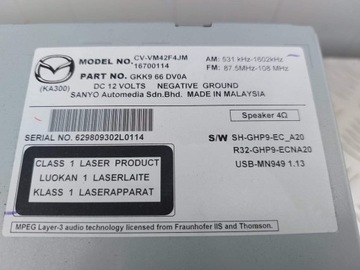 MODEL NO. CV-VM42F4JM
16700114
AM: 531 kHz-1602kHz
FM: 87.5MHz-108 MHz
PART NO. GKK9 66 DV0A
(KA300)
DC 12 VOLTS NEGATIVE GROUND
SANYO Automedia Sdn.Bhd. MADE IN MALAYSIA
Speaker 4Ω
SERIAL NO. 629809302L0114
S/W SH-GHP9-EC_A20
R32-GHP9-ECNA20
USB-MN949 1.13
CLASS 1 LASER PRODUCT
LUOKAN 1 LASERLAITE
KLASS 1 LASERAPPARAT
MPEG Layer-3 audio technology licensed from Fraunhofer IIS and Thomson.